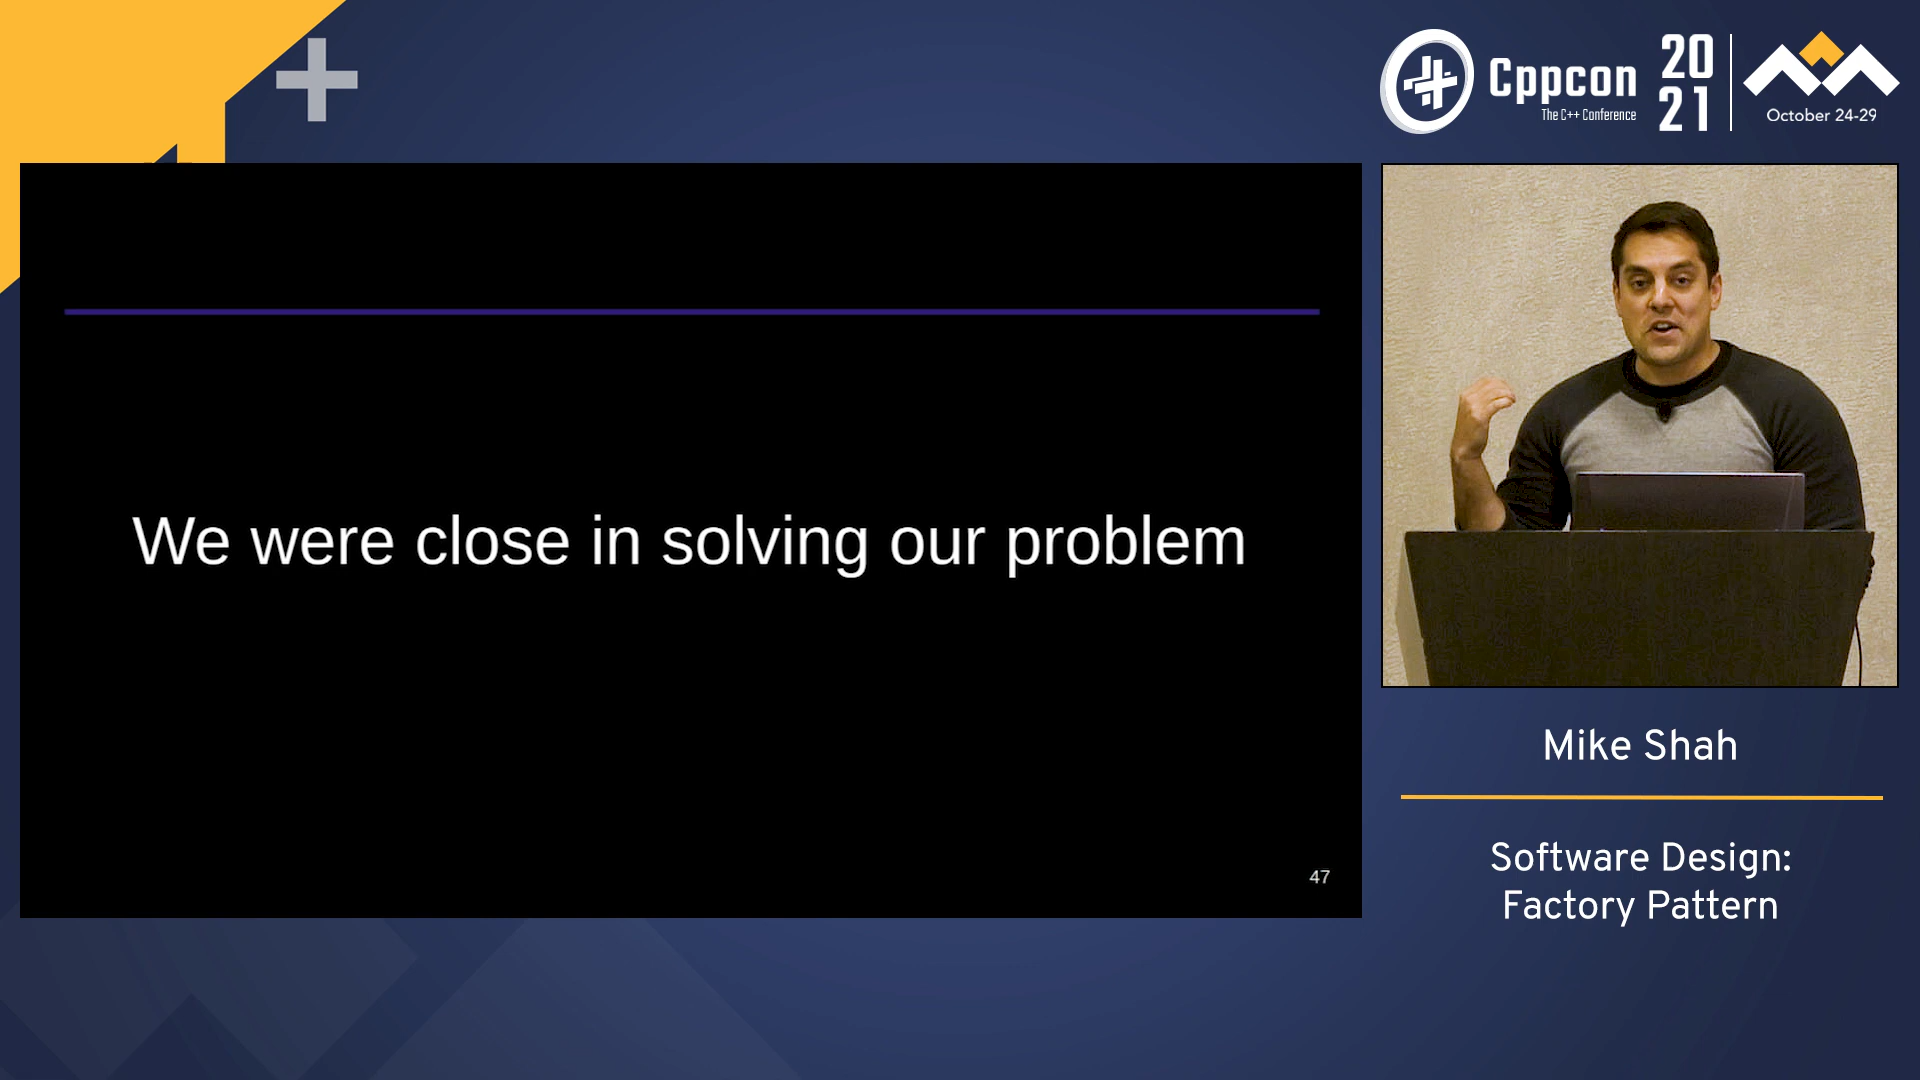 Cppcon
The C++ Conference
20
21
October 24-29
We were close in solving our problem
47
Mike Shah
Software Design:
Factory Pattern